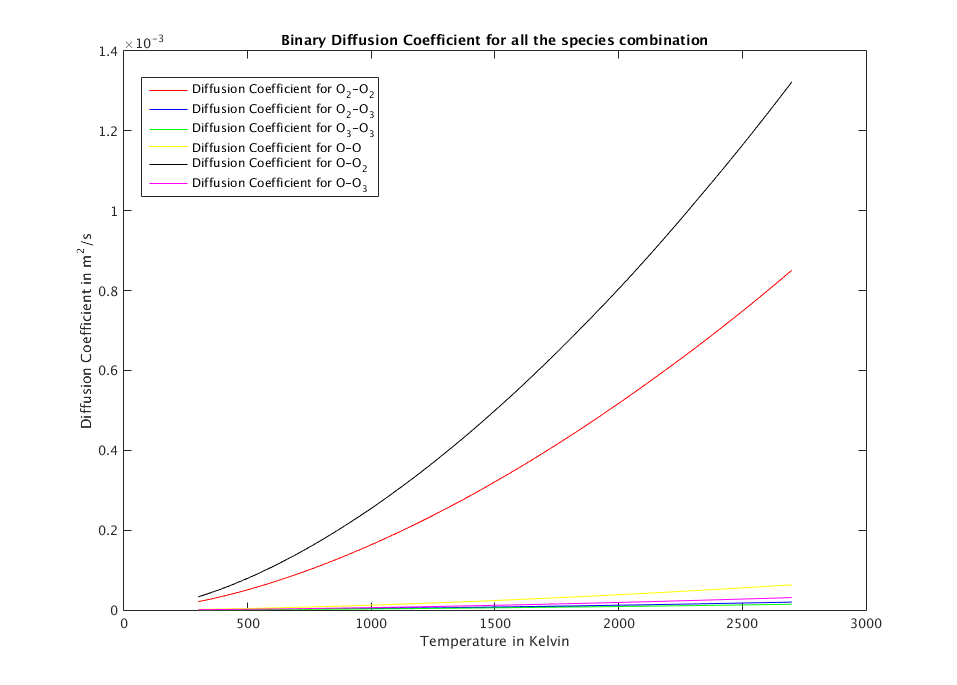 Binary Diffusion Coefficient for all the species combination
×10⁻³
1.4
1.2
1
0.8
0.6
0.4
0.2
0
Diffusion Coefficient in m²/s
Diffusion Coefficient for O₂-O₂
Diffusion Coefficient for O₂-O₃
Diffusion Coefficient for O₃-O₃
Diffusion Coefficient for O-O
Diffusion Coefficient for O-O₂
Diffusion Coefficient for O-O₃
0 500 1000 1500 2000 2500 3000
Temperature in Kelvin